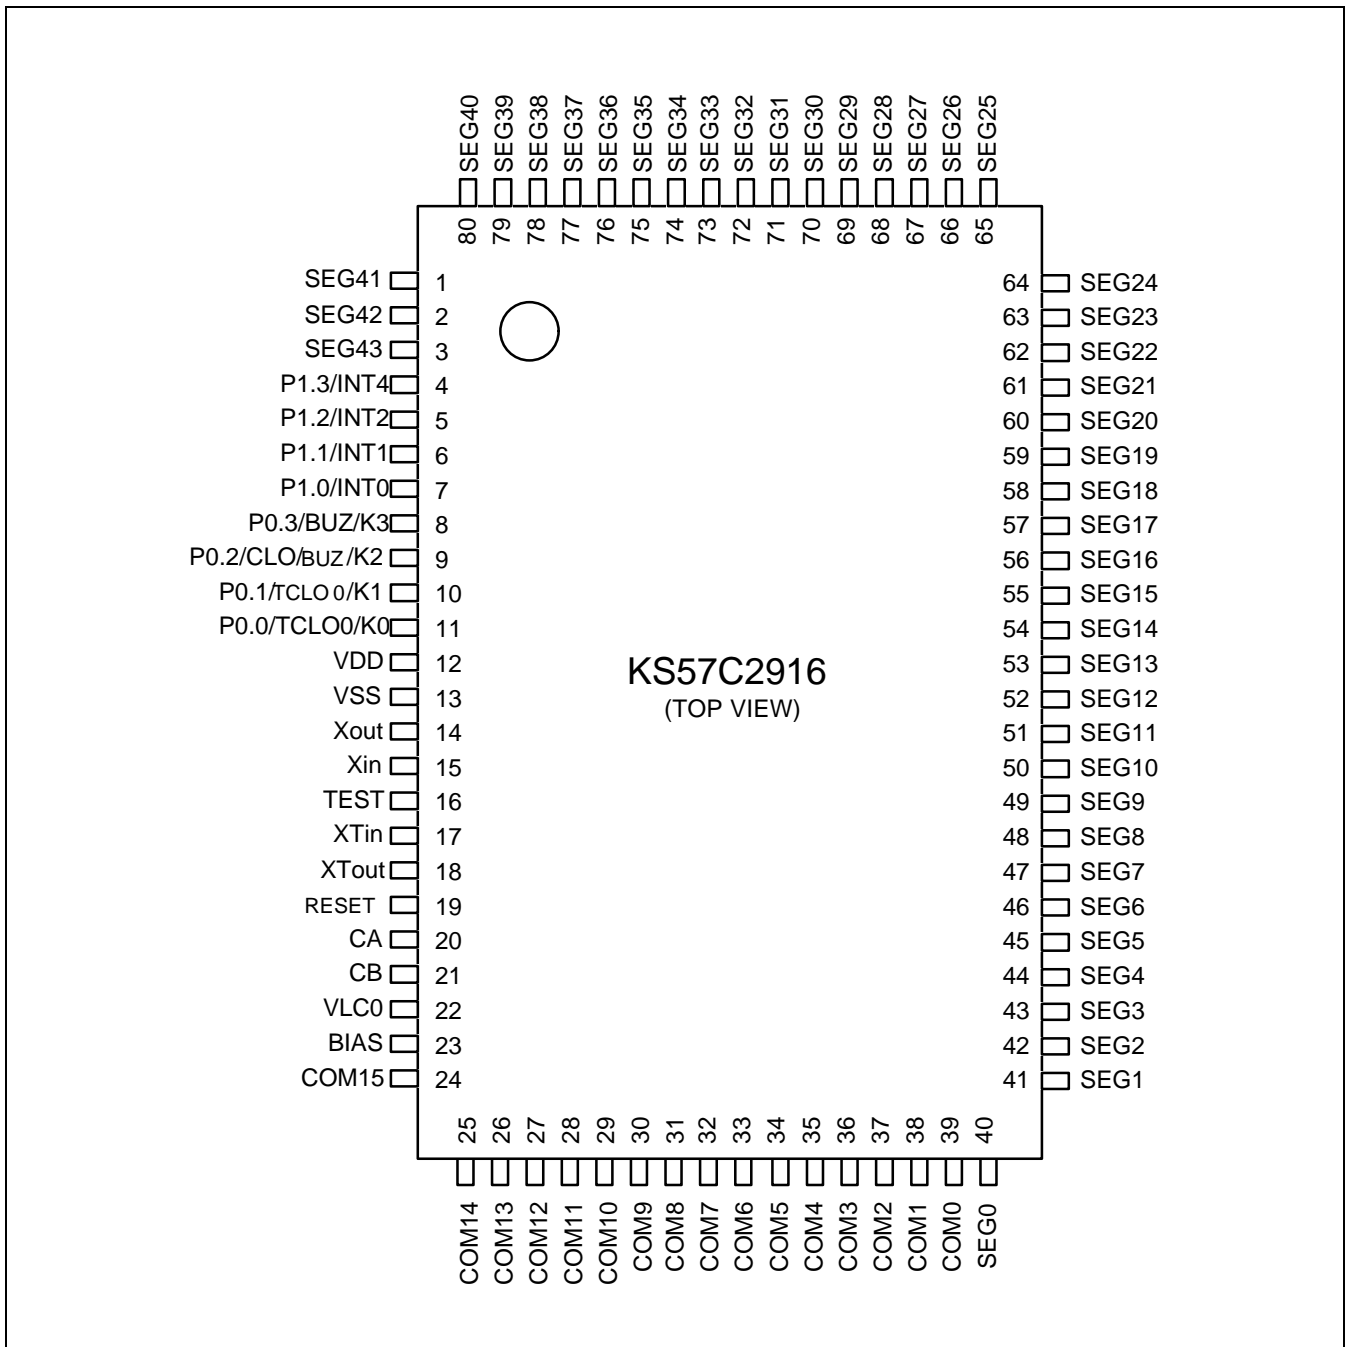 SEG40
SEG39
SEG38
SEG37
SEG36
SEG35
SEG34
SEG33
SEG32
SEG31
SEG30
SEG29
SEG28
SEG27
SEG26
SEG25
80
79
78
77
76
75
74
73
72
71
70
69
68
67
66
65
SEG41 1
SEG42 2
SEG43 3
P1.3/INT4 4
P1.2/INT2 5
P1.1/INT1 6
P1.0/INT0 7
P0.3/BUZ/K3 8
P0.2/CLO/BUZ/K2 9
P0.1/TCLO0/K1 10
P0.0/TCLO0/K0 11
VDD 12
VSS 13
Xout 14
Xin 15
TEST 16
XTin 17
XTout 18
RESET 19
CA 20
CB 21
VLC0 22
BIAS 23
COM15 24
KS57C2916
(TOP VIEW)
64 SEG24
63 SEG23
62 SEG22
61 SEG21
60 SEG20
59 SEG19
58 SEG18
57 SEG17
56 SEG16
55 SEG15
54 SEG14
53 SEG13
52 SEG12
51 SEG11
50 SEG10
49 SEG9
48 SEG8
47 SEG7
46 SEG6
45 SEG5
44 SEG4
43 SEG3
42 SEG2
41 SEG1
25
26
27
28
29
30
31
32
33
34
35
36
37
38
39
40
COM14
COM13
COM12
COM11
COM10
COM9
COM8
COM7
COM6
COM5
COM4
COM3
COM2
COM1
COM0
SEG0